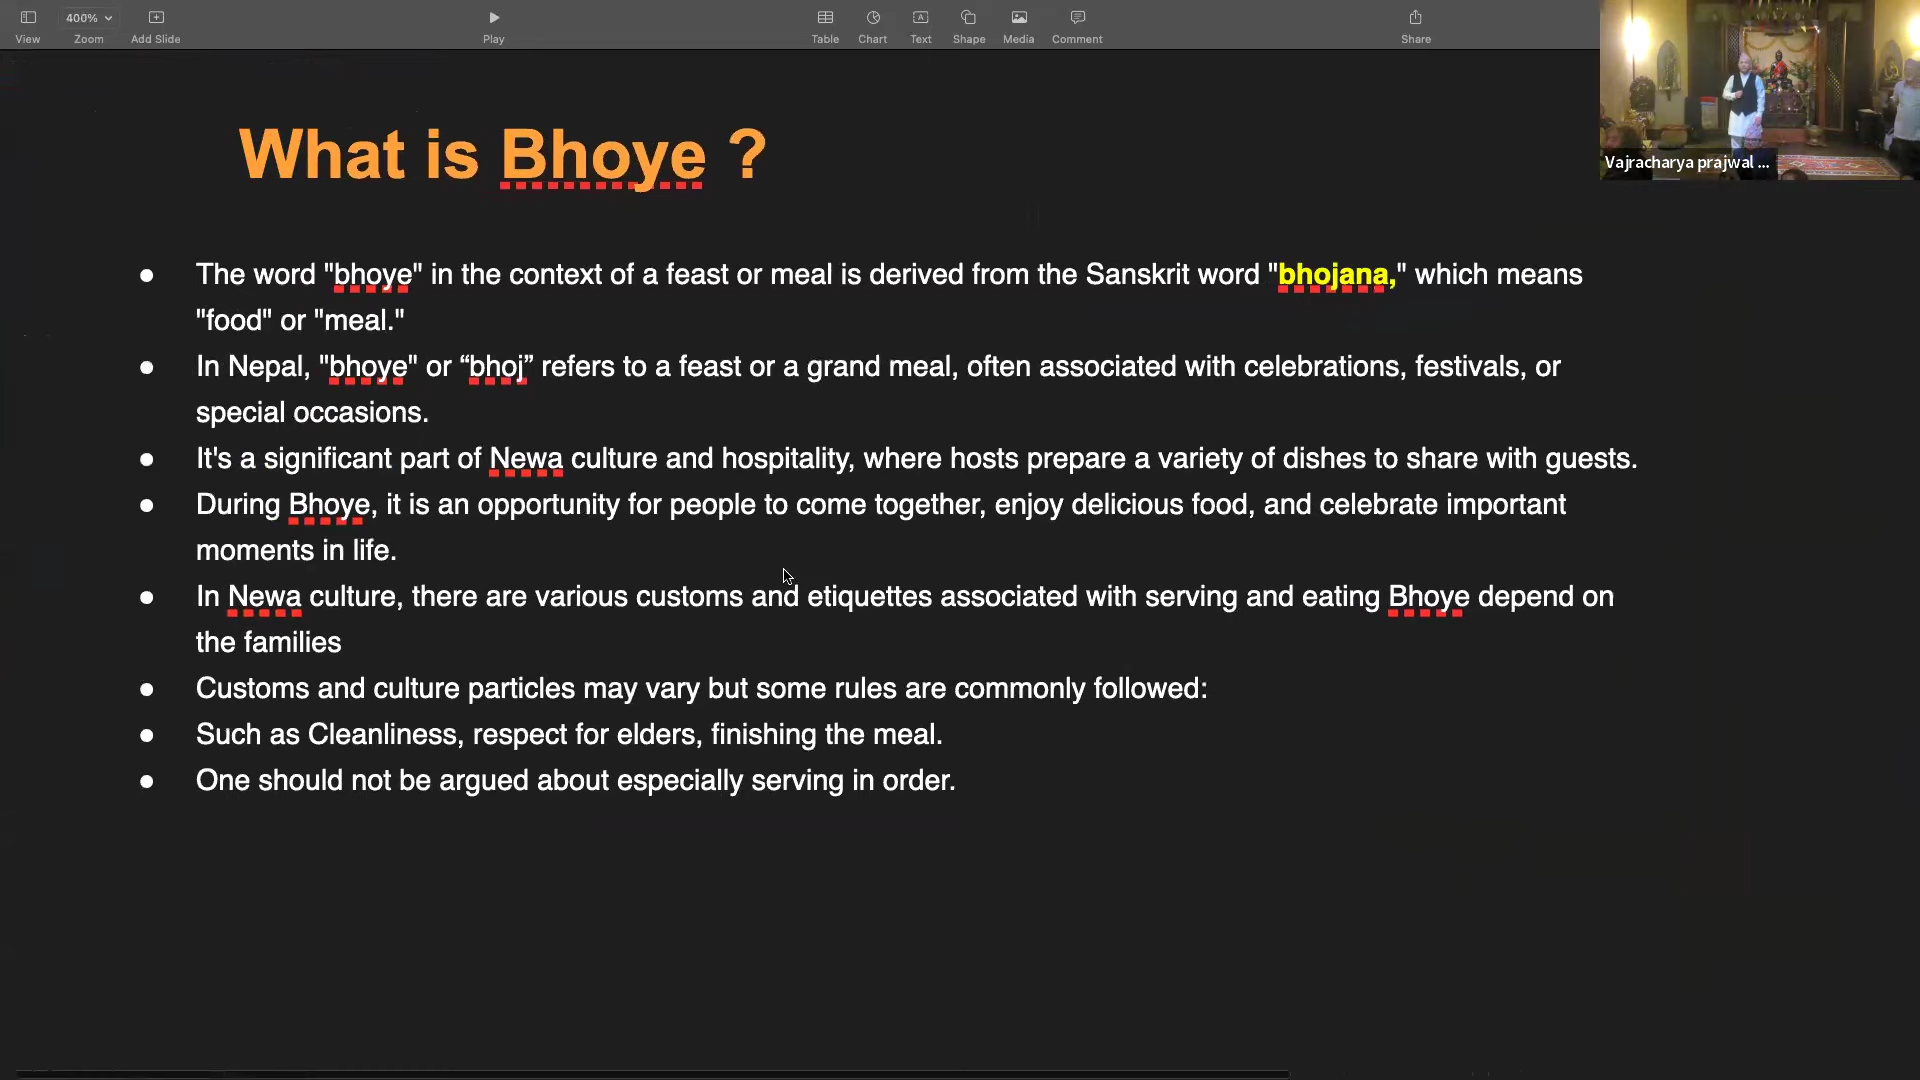 400%
View
Zoom
Add Slide
Play
Table
Chart
Text
Shape
Media
Comment
Share
Vajracharya prajwal ...
What is Bhoye ?
● The word "bhoye" in the context of a feast or meal is derived from the Sanskrit word "bhojana," which means
"food" or "meal."
● In Nepal, "bhoye" or “bhoj” refers to a feast or a grand meal, often associated with celebrations, festivals, or
special occasions.
● It's a significant part of Newa culture and hospitality, where hosts prepare a variety of dishes to share with guests.
● During Bhoye, it is an opportunity for people to come together, enjoy delicious food, and celebrate important
moments in life.
● In Newa culture, there are various customs and etiquettes associated with serving and eating Bhoye depend on
the families
● Customs and culture particles may vary but some rules are commonly followed:
● Such as Cleanliness, respect for elders, finishing the meal.
● One should not be argued about especially serving in order.